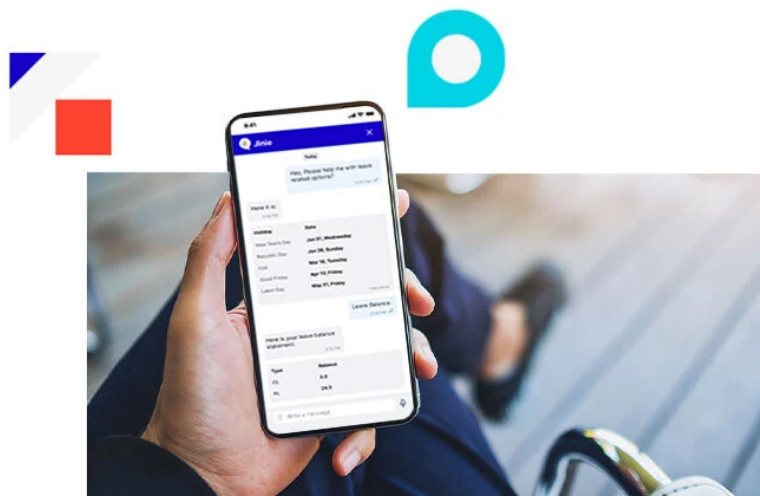 9:41
Jinie
Today
Hey, Please help me with leave
related options?
Here it is.
Holiday Date
New Year's Day Jan 01, Wednesday
Republic Day Jan 26, Sunday
Holi Mar 10, Tuesday
Good Friday Apr 10, Friday
Labor Day May 01, Friday
Leave Balance
Here is your leave balance
statement.
Type Balance
CL
PL
Write a message